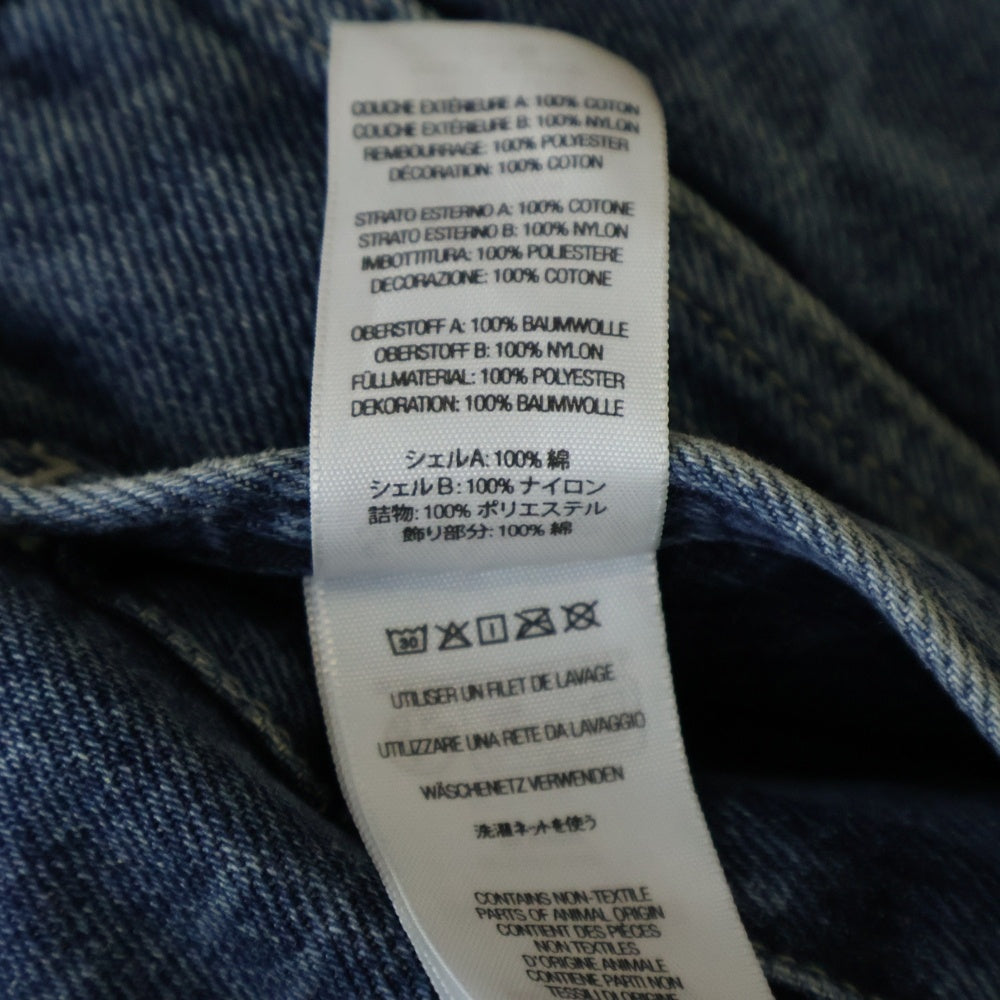 COUCHE EXTÉRIEURE A: 100% COTON
COUCHE EXTÉRIEURE B: 100% NYLON
REMBOURRAGE: 100% POLYESTER
DÉCORATION: 100% COTON
STRATO ESTERNO A: 100% COTONE
STRATO ESTERNO B: 100% NYLON
IMBOTTITURA: 100% POLIESTERE
DECORAZIONE: 100% COTONE
OBERSTOFF A: 100% BAUMWOLLE
OBERSTOFF B: 100% NYLON
FÜLLMATERIAL: 100% POLYESTER
DEKORATION: 100% BAUMWOLLE
シェルA: 100% 綿
シェルB: 100% ナイロン
詰物: 100% ポリエステル
飾り部分: 100% 綿
30
UTILISER UN FILET DE LAVAGE
UTILIZZARE UNA RETE DA LAVAGGIO
WÄSCHENETZ VERWENDEN
洗濯ネットを使う
CONTAINS NON-TEXTILE
PARTS OF ANIMAL ORIGIN
CONTIENT DES PIÈCES
NON TEXTILES
D'ORIGINE ANIMALE
CONTIENE PARTI NON
TESSILI DI ORIGINE